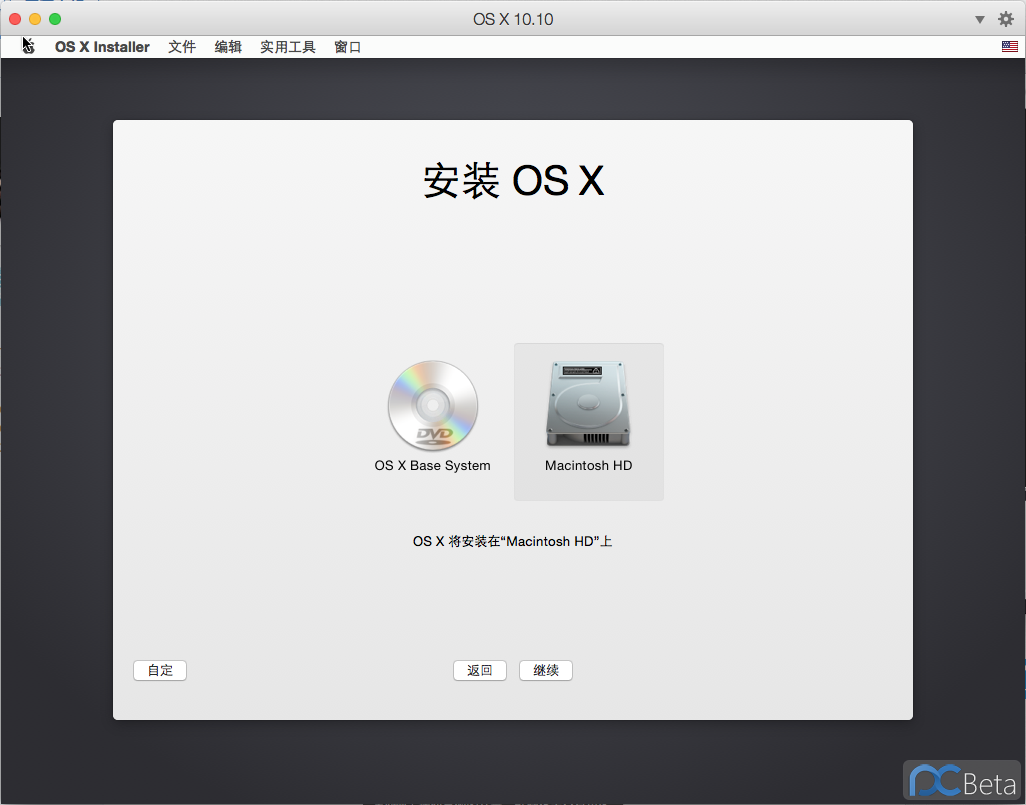 OS X 10.10
OS X Installer 文件 编辑 实用工具 窗口
安装 OS X
DVD
OS X Base System
Macintosh HD
OS X 将安装在“Macintosh HD”上
自定
返回
继续
PCBeta